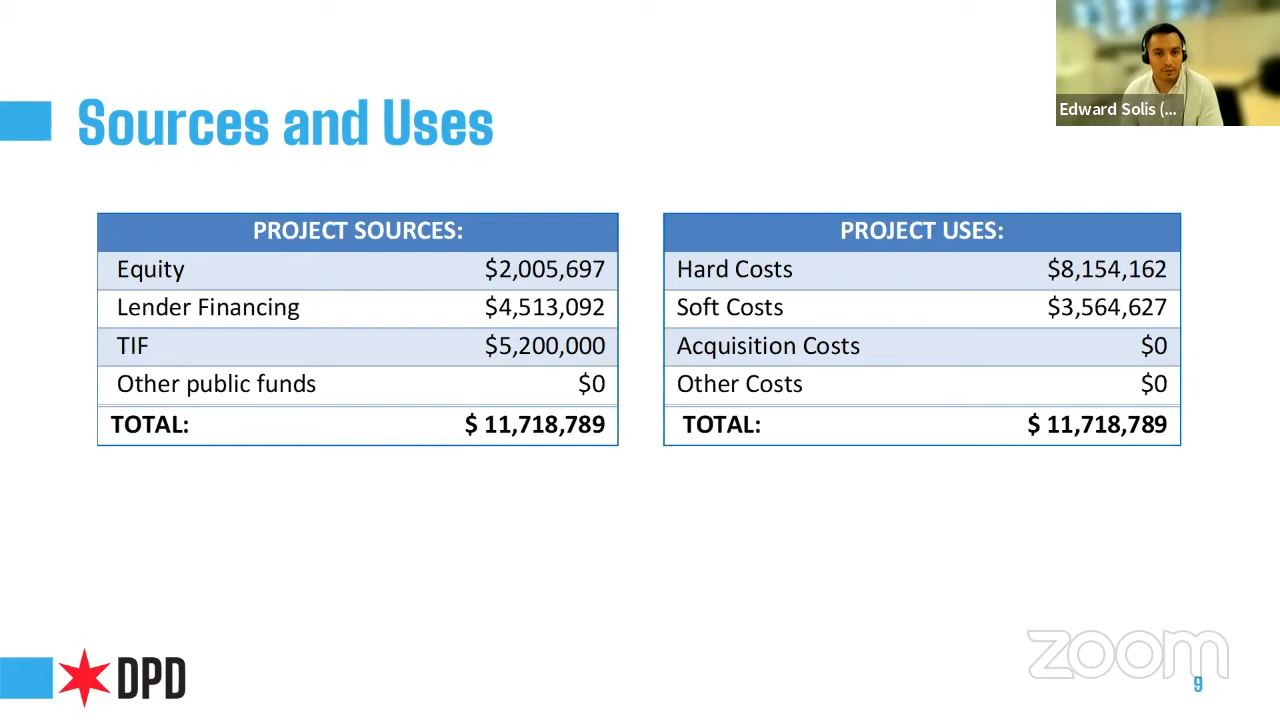 Edward Solis (...
Sources and Uses
PROJECT SOURCES:
Equity $2,005,697
Lender Financing $4,513,092
TIF $5,200,000
Other public funds $0
TOTAL: $ 11,718,789
PROJECT USES:
Hard Costs $8,154,162
Soft Costs $3,564,627
Acquisition Costs $0
Other Costs $0
TOTAL: $ 11,718,789
DPD
zoom
9